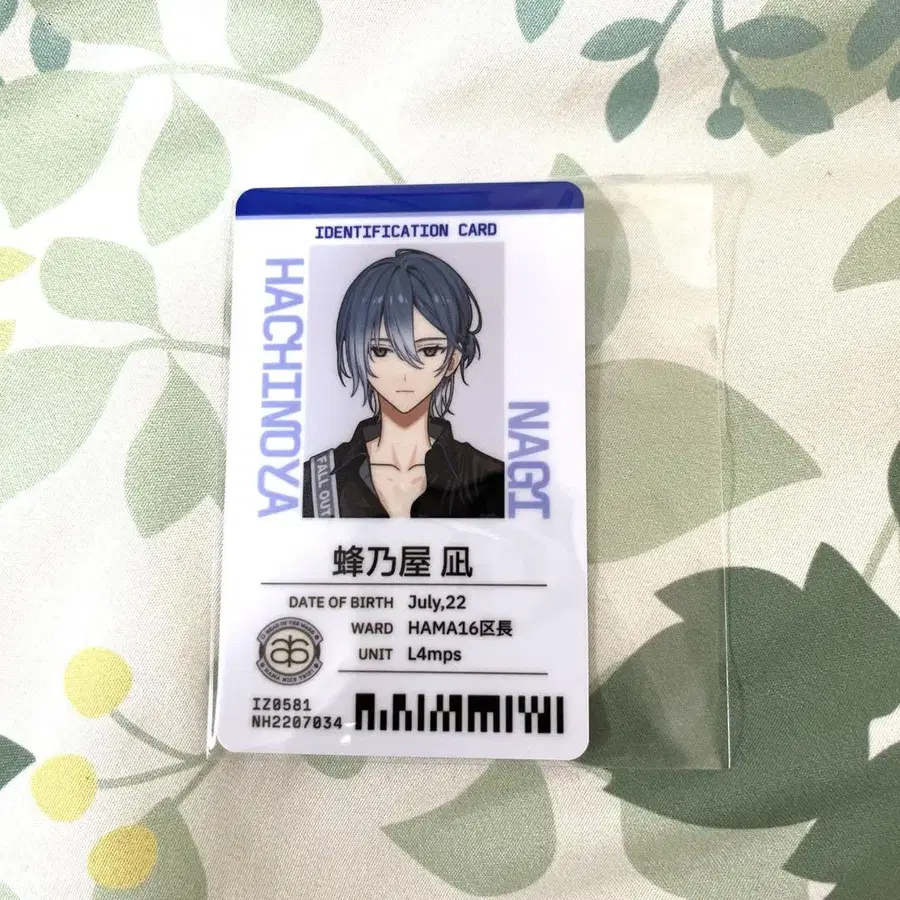 IDENTIFICATION CARD
HACHINOYA
NAGI
FALL OUT
蜂乃屋 凪
DATE OF BIRTH July,22
WARD HAMA16区長
UNIT L4mps
IZ0581
NH2207034